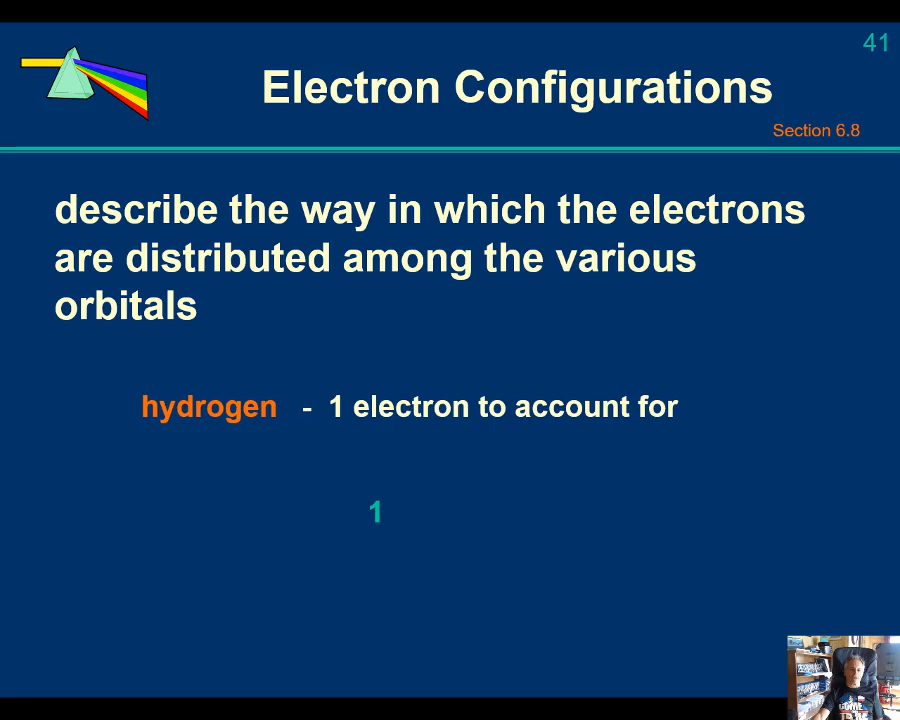 41
Electron Configurations
Section 6.8
describe the way in which the electrons
are distributed among the various
orbitals
hydrogen - 1 electron to account for
1